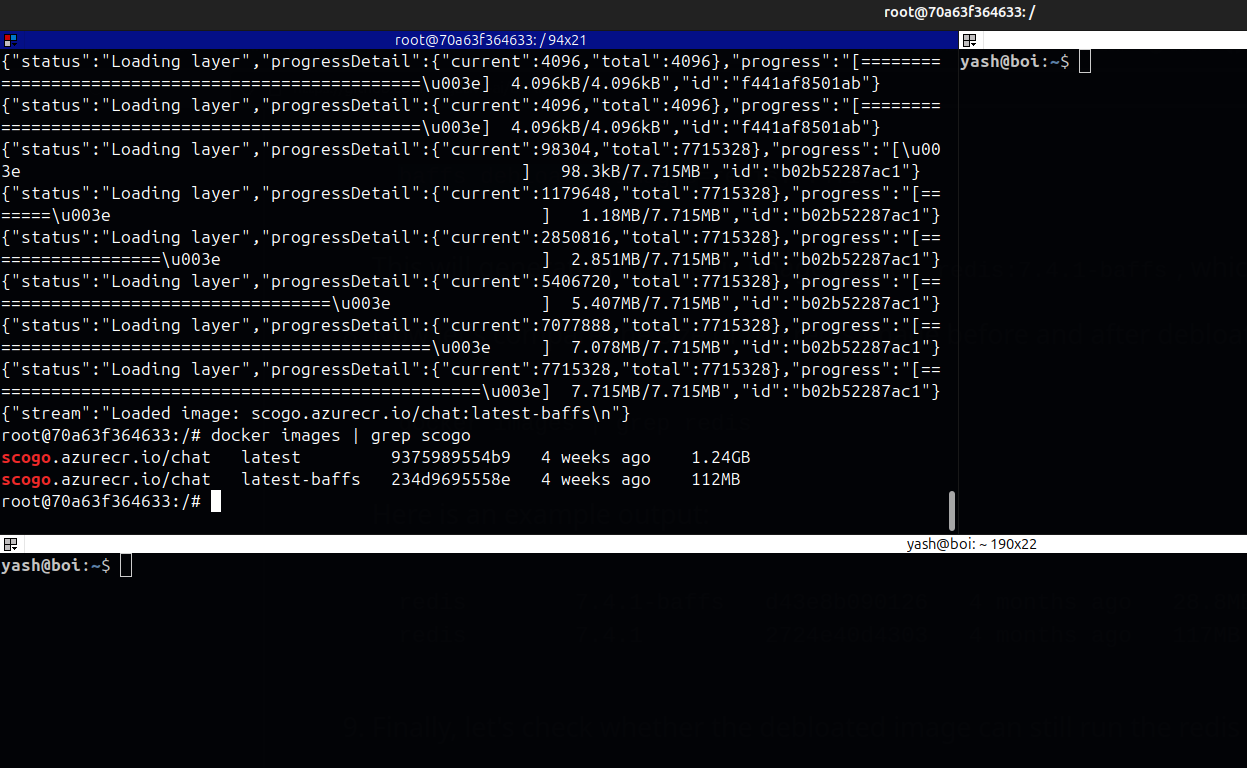 root@70a63f364633: /
root@70a63f364633: / 94x21
{"status":"Loading layer","progressDetail":{"current":4096,"total":4096},"progress":"[========
==========================================\u003e]  4.096kB/4.096kB","id":"f441af8501ab"}
{"status":"Loading layer","progressDetail":{"current":4096,"total":4096},"progress":"[========
==========================================\u003e]  4.096kB/4.096kB","id":"f441af8501ab"}
{"status":"Loading layer","progressDetail":{"current":98304,"total":7715328},"progress":"[\u00
3e                                                  ]   98.3kB/7.715MB","id":"b02b52287ac1"}
{"status":"Loading layer","progressDetail":{"current":1179648,"total":7715328},"progress":"[==
=====\u003e                                           ]   1.18MB/7.715MB","id":"b02b52287ac1"}
{"status":"Loading layer","progressDetail":{"current":2850816,"total":7715328},"progress":"[==
================\u003e                                ]  2.851MB/7.715MB","id":"b02b52287ac1"}
{"status":"Loading layer","progressDetail":{"current":5406720,"total":7715328},"progress":"[==
=================================\u003e               ]  5.407MB/7.715MB","id":"b02b52287ac1"}
{"status":"Loading layer","progressDetail":{"current":7077888,"total":7715328},"progress":"[==
===========================================\u003e     ]  7.078MB/7.715MB","id":"b02b52287ac1"}
{"status":"Loading layer","progressDetail":{"current":7715328,"total":7715328},"progress":"[==
================================================\u003e]  7.715MB/7.715MB","id":"b02b52287ac1"}
{"stream":"Loaded image: scogo.azurecr.io/chat:latest-baffs\n"}
root@70a63f364633:/# docker images | grep scogo
scogo.azurecr.io/chat   latest         9375989554b9   4 weeks ago    1.24GB
scogo.azurecr.io/chat   latest-baffs   234d9695558e   4 weeks ago    112MB
root@70a63f364633:/#
yash@boi:~$
yash@boi: ~ 190x22
yash@boi:~$